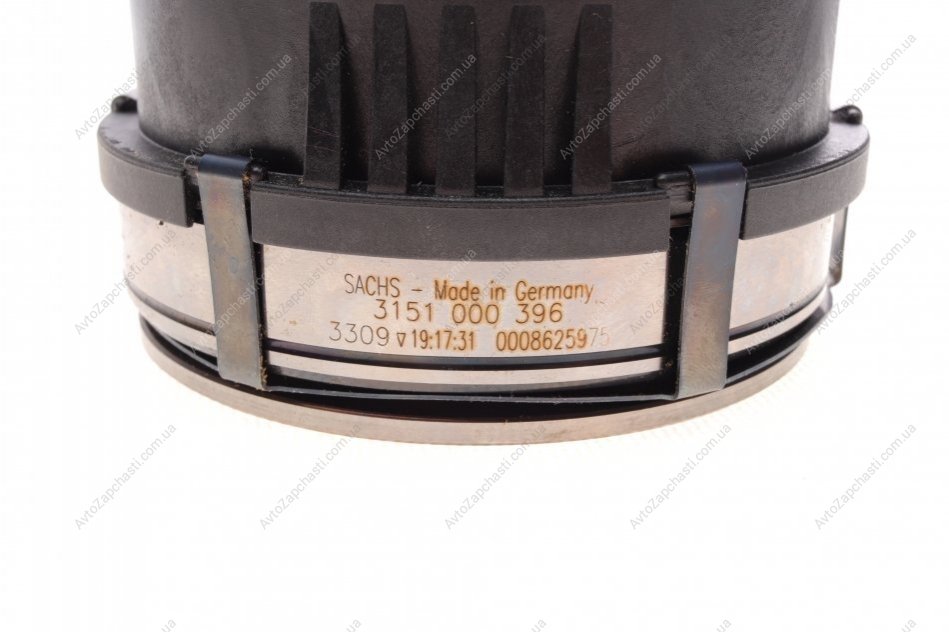 SACHS - Made in Germany
3151 000 396
3309 ▿ 19:17:31 0008625975
AvtoZapchasti.com.ua